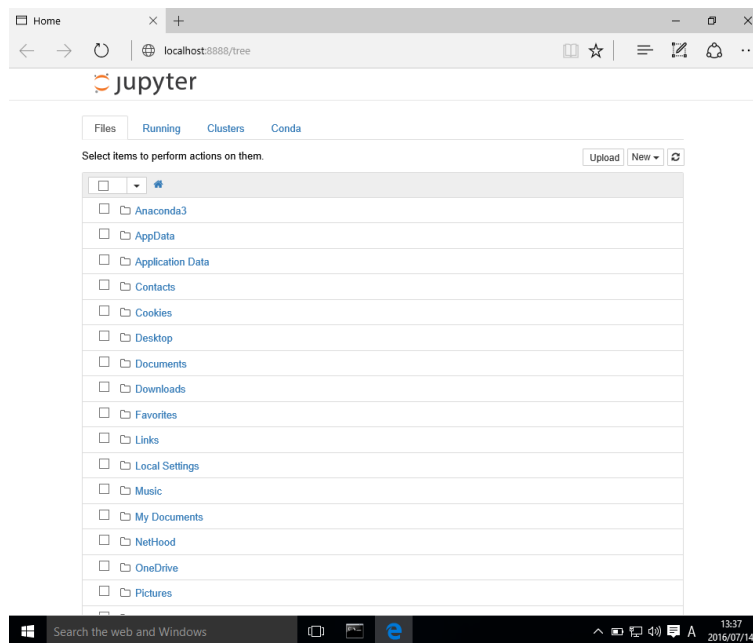 Home
localhost:8888/tree
jupyter
Files Running Clusters Conda
Select items to perform actions on them.
Upload New
Anaconda3
AppData
Application Data
Contacts
Cookies
Desktop
Documents
Downloads
Favorites
Links
Local Settings
Music
My Documents
NetHood
OneDrive
Pictures
Search the web and Windows
A
13:37
2016/07/14